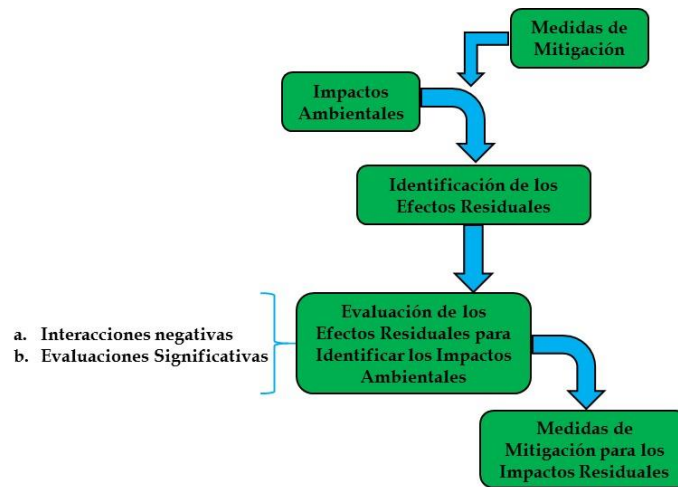 Medidas de
Mitigación
Impactos
Ambientales
Identificación de los
Efectos Residuales
a. Interacciones negativas
b. Evaluaciones Significativas
Evaluación de los
Efectos Residuales para
Identificar los Impactos
Ambientales
Medidas de
Mitigación para los
Impactos Residuales